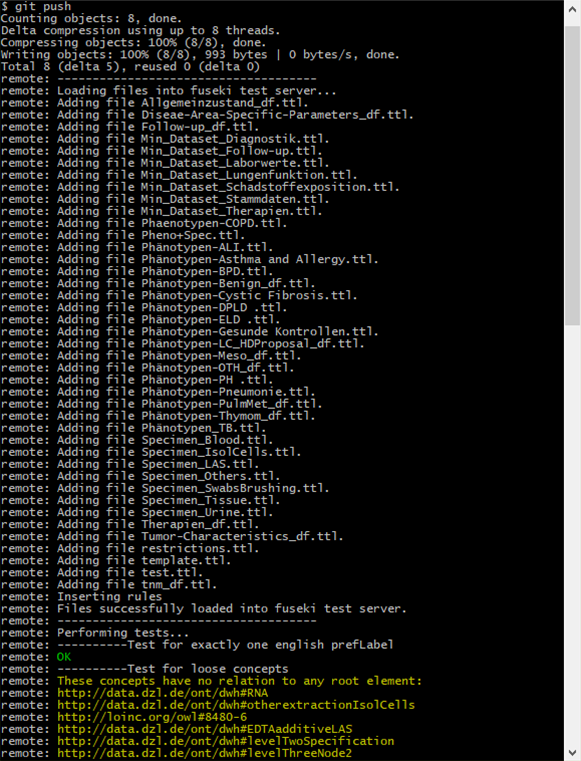 $ git push
Counting objects: 8, done.
Delta compression using up to 8 threads.
Compressing objects: 100% (8/8), done.
Writing objects: 100% (8/8), 993 bytes | 0 bytes/s, done.
Total 8 (delta 5), reused 0 (delta 0)
remote: -------------------------------------
remote: Loading files into fuseki test server...
remote: Adding file Allgemeinzustand_df.ttl.
remote: Adding file Diseae-Area-Specific-Parameters_df.ttl.
remote: Adding file Follow-up_df.ttl.
remote: Adding file Min_Dataset_Diagnostik.ttl.
remote: Adding file Min_Dataset_Follow-up.ttl.
remote: Adding file Min_Dataset_Laborwerte.ttl.
remote: Adding file Min_Dataset_Lungenfunktion.ttl.
remote: Adding file Min_Dataset_Schadstoffexposition.ttl.
remote: Adding file Min_Dataset_Stammdaten.ttl.
remote: Adding file Min_Dataset_Therapien.ttl.
remote: Adding file Phaenotypen-COPD.ttl.
remote: Adding file Pheno+Spec.ttl.
remote: Adding file Phänotypen-ALI.ttl.
remote: Adding file Phänotypen-Asthma and Allergy.ttl.
remote: Adding file Phänotypen-BPD.ttl.
remote: Adding file Phänotypen-Benign_df.ttl.
remote: Adding file Phänotypen-Cystic Fibrosis.ttl.
remote: Adding file Phänotypen-DPLD .ttl.
remote: Adding file Phänotypen-ELD .ttl.
remote: Adding file Phänotypen-Gesunde Kontrollen.ttl.
remote: Adding file Phänotypen-LC_HDProposal_df.ttl.
remote: Adding file Phänotypen-Meso_df.ttl.
remote: Adding file Phänotypen-OTH_df.ttl.
remote: Adding file Phänotypen-PH .ttl.
remote: Adding file Phänotypen-Pneumonie.ttl.
remote: Adding file Phänotypen-PulmMet_df.ttl.
remote: Adding file Phänotypen-Thymom_df.ttl.
remote: Adding file Phänotypen_TB.ttl.
remote: Adding file Specimen_Blood.ttl.
remote: Adding file Specimen_IsolCells.ttl.
remote: Adding file Specimen_LAS.ttl.
remote: Adding file Specimen_Others.ttl.
remote: Adding file Specimen_SwabsBrushing.ttl.
remote: Adding file Specimen_Tissue.ttl.
remote: Adding file Specimen_Urine.ttl.
remote: Adding file Therapien_df.ttl.
remote: Adding file Tumor-Characteristics_df.ttl.
remote: Adding file restrictions.ttl.
remote: Adding file template.ttl.
remote: Adding file test.ttl.
remote: Adding file tnm_df.ttl.
remote: Inserting rules
remote: Files successfully loaded into fuseki test server.
remote: -------------------------------------
remote: Performing tests...
remote: ----------Test for exactly one english prefLabel
remote: OK
remote: ----------Test for loose concepts
remote: These concepts have no relation to any root element:
remote: http://data.dzl.de/ont/dwh#RNA
remote: http://data.dzl.de/ont/dwh#otherextractionIsolCells
remote: http://loinc.org/owl#8480-6
remote: http://data.dzl.de/ont/dwh#EDTAadditiveLAS
remote: http://data.dzl.de/ont/dwh#levelTwoSpecification
remote: http://data.dzl.de/ont/dwh#levelThreeNode2